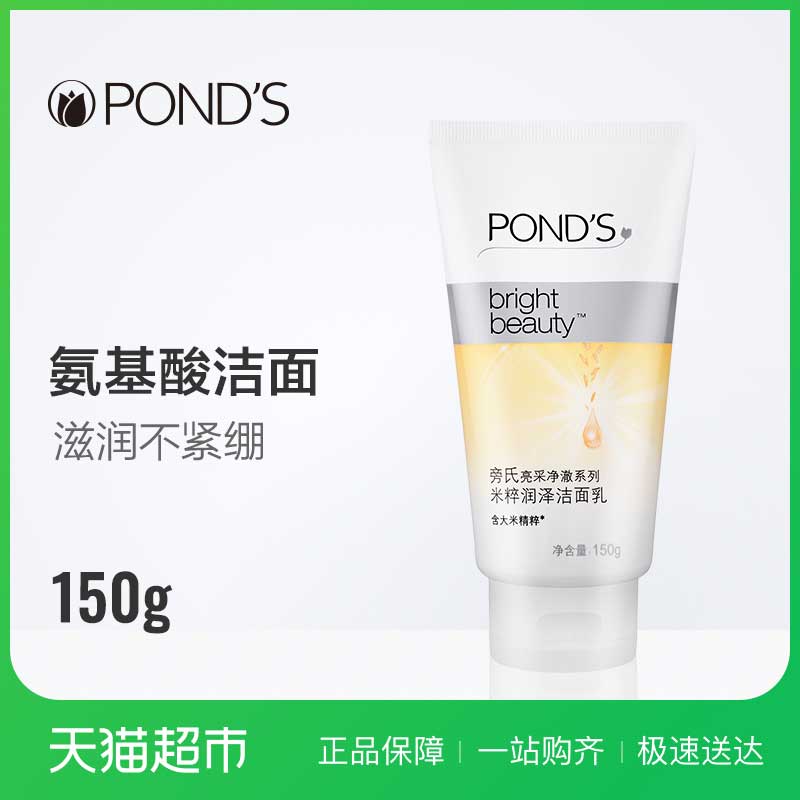 POND'S
氨基酸洁面
滋润不紧绷
150g
POND'S
bright
beauty™
旁氏亮采净澈系列
米粹润泽洁面乳
含大米精粹*
净含量:150g
天猫超市 正品保障 | 一站购齐 | 极速送达